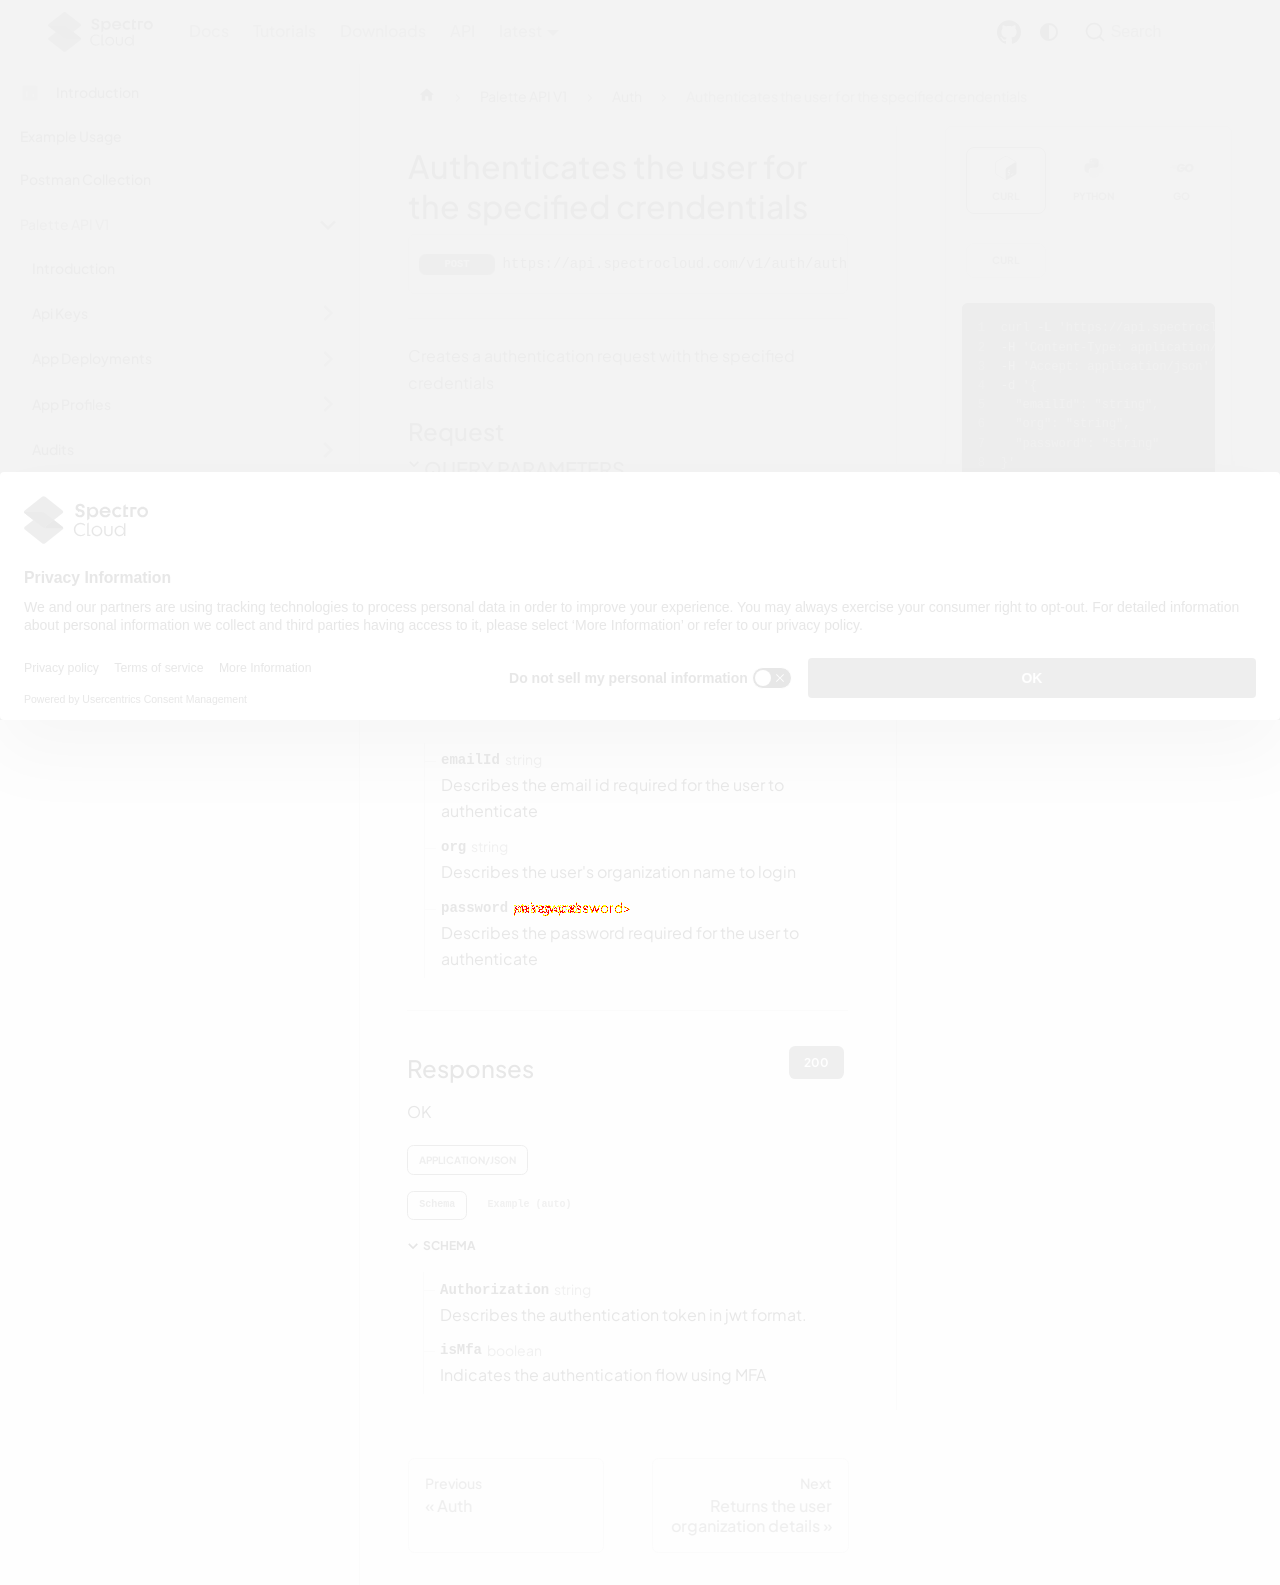 Spectro
Cloud
Docs Tutorials Downloads API latest
Search
Introduction
Example Usage
Postman Collection
Palette API V1
Introduction
Api Keys
App Deployments
App Profiles
Audits
Palette API V1 Auth Authenticates the user for the specified crendentials
Authenticates the user for
the specified crendentials
POST https://api.spectrocloud.com/v1/auth/auth
Creates a authentication request with the specified
credentials
Request
QUERY PARAMETERS
CURL PYTHON GO
CURL
Spectro
Cloud
Privacy Information
We and our partners are using tracking technologies to process personal data in order to improve your experience. You may always exercise your consumer right to opt-out. For detailed information
about personal information we collect and third parties having access to it, please select 'More Information' or refer to our privacy policy.
Privacy policy Terms of service More Information
Do not sell my personal information
OK
Powered by Usercentrics Consent Management
emailId string
Describes the email id required for the user to
authenticate
org string
Describes the user's organization name to login
password
Describes the password required for the user to
authenticate
Responses
200
OK
APPLICATION/JSON
Schema Example (auto)
SCHEMA
Authorization string
Describes the authentication token in jwt format.
isMfa boolean
Indicates the authentication flow using MFA
Previous
« Auth
Next
Returns the user
organization details »